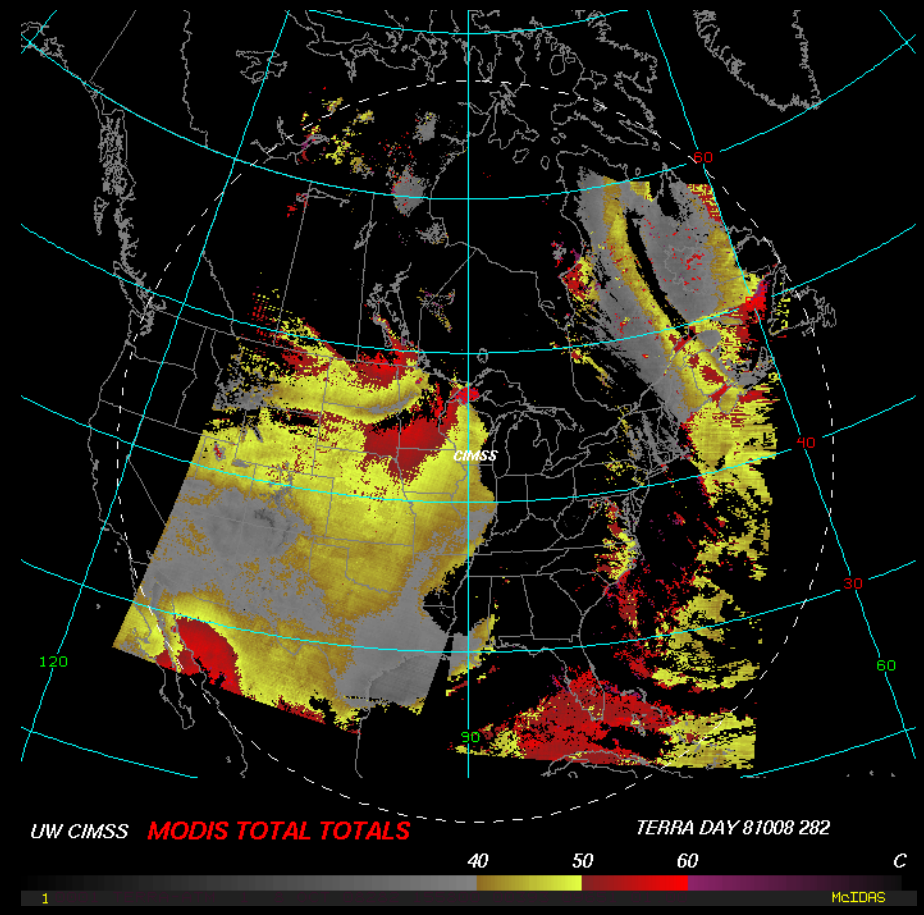 60
CIMSS
40
30
120
60
90
UW CIMSS MODIS TOTAL TOTALS TERRA DAY 81008 282
40 50 60 C
1 McIDAS